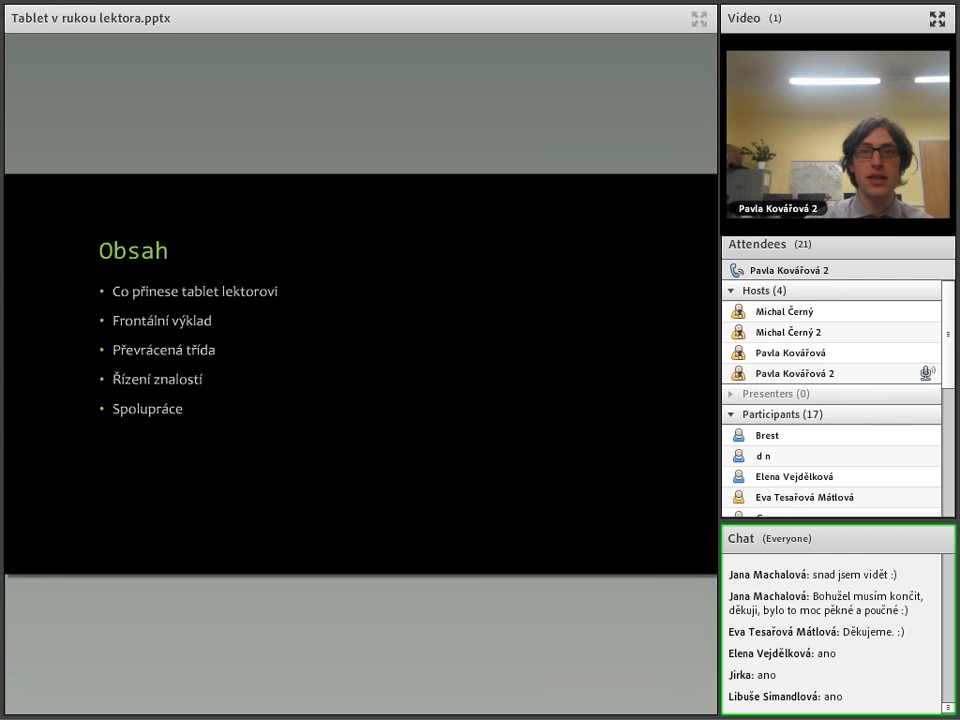 Tablet v rukou lektora.pptx
Obsah
• Co přinese tablet lektorovi
• Frontální výklad
• Převrácená třída
• Řízení znalostí
• Spolupráce
Video (1)
Pavla Kovářová 2
Attendees (21)
Pavla Kovářová 2
Hosts (4)
Michal Černý
Michal Černý 2
Pavla Kovářová
Pavla Kovářová 2
Presenters (0)
Participants (17)
Brest
d n
Elena Vejdělková
Eva Tesařová Mátlová
Chat (Everyone)
Jana Machalová: snad jsem vidět :)
Jana Machalová: Bohužel musím končit,
děkuji, bylo to moc pěkné a poučné :)
Eva Tesařová Mátlová: Děkujeme. :)
Elena Vejdělková: ano
Jirka: ano
Libuše Simandlová: ano